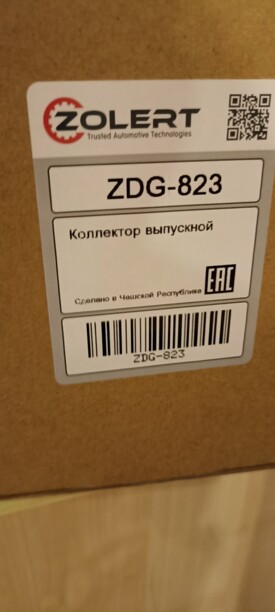 ZOLERT
Trusted Automotive Technologies
ZDG-823
Коллектор выпускной
Сделано в Чешской Республике
EAC
ZDG-823